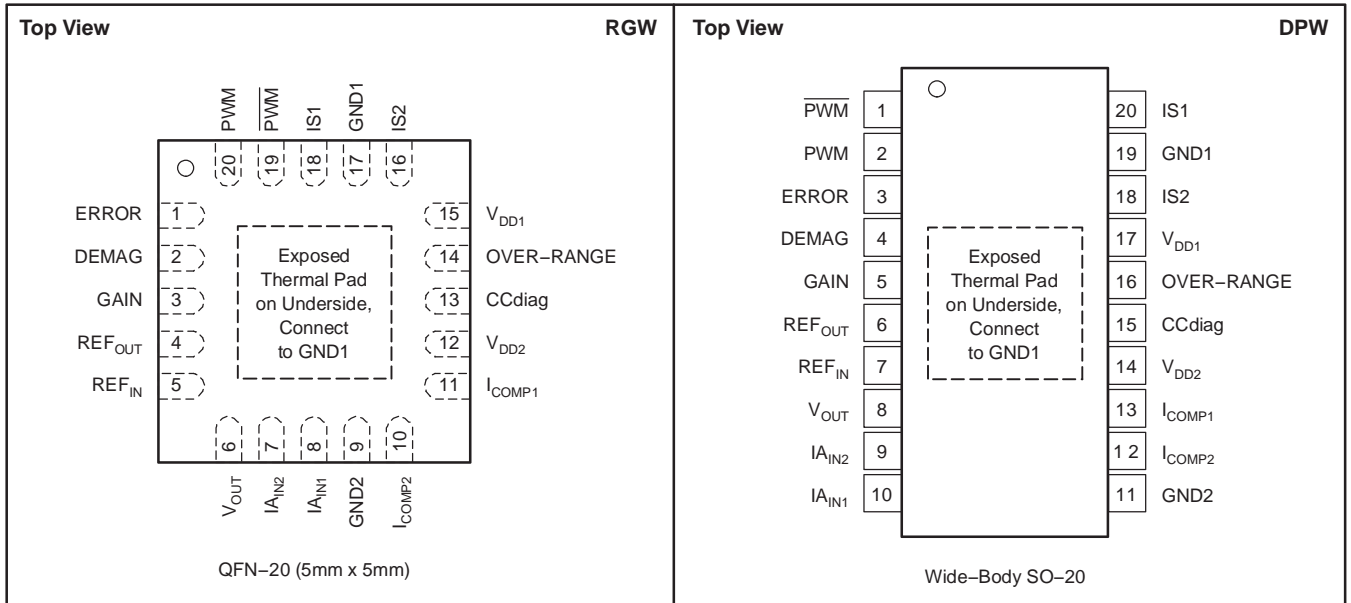 Top View RGW
PWM
P̅W̅M̅
IS1
GND1
IS2
20
19
18
17
16
ERROR 1
DEMAG 2
GAIN 3
REFOUT 4
REFIN 5
Exposed
Thermal Pad
on Underside,
Connect
to GND1
15 VDD1
14 OVER−RANGE
13 CCdiag
12 VDD2
11 ICOMP1
6
7
8
9
10
VOUT
IAIN2
IAIN1
GND2
ICOMP2
QFN−20 (5mm x 5mm)
Top View DPW
P̅W̅M̅ 1
PWM 2
ERROR 3
DEMAG 4
GAIN 5
REFOUT 6
REFIN 7
VOUT 8
IAIN2 9
IAIN1 10
Exposed
Thermal Pad
on Underside,
Connect
to GND1
20 IS1
19 GND1
18 IS2
17 VDD1
16 OVER−RANGE
15 CCdiag
14 VDD2
13 ICOMP1
1 2 ICOMP2
11 GND2
Wide−Body SO−20